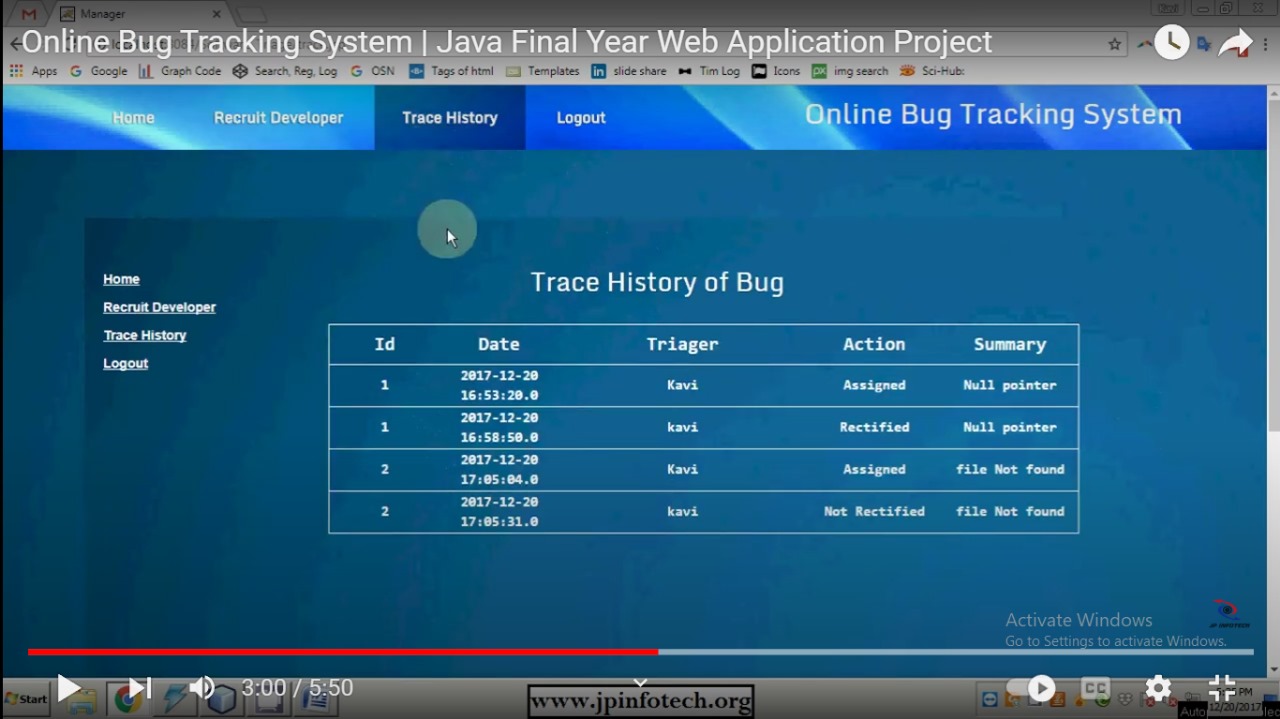 Manager
Online Bug Tracking System | Java Final Year Web Application Project
Apps Google Graph Code Search, Reg, Log OSN Tags of html Templates slide share Tim Log Icons img search Sci-Hub:
Home Recruit Developer Trace History Logout Online Bug Tracking System
Home
Recruit Developer
Trace History
Logout
Trace History of Bug
Id Date Triager Action Summary
1 2017-12-20 16:53:20.0 Kavi Assigned Null pointer
1 2017-12-20 16:58:50.0 kavi Rectified Null pointer
2 2017-12-20 17:05:04.0 Kavi Assigned file Not found
2 2017-12-20 17:05:31.0 kavi Not Rectified file Not found
Activate Windows
Go to Settings to activate Windows.
JP INFOTECH
3:00 / 5:50
CC
Start
www.jpinfotech.org
PM
12/20/2017